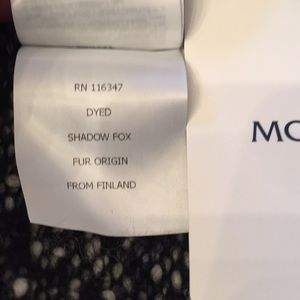 RN 116347
DYED
SHADOW FOX
FUR ORIGIN
FROM FINLAND
MO